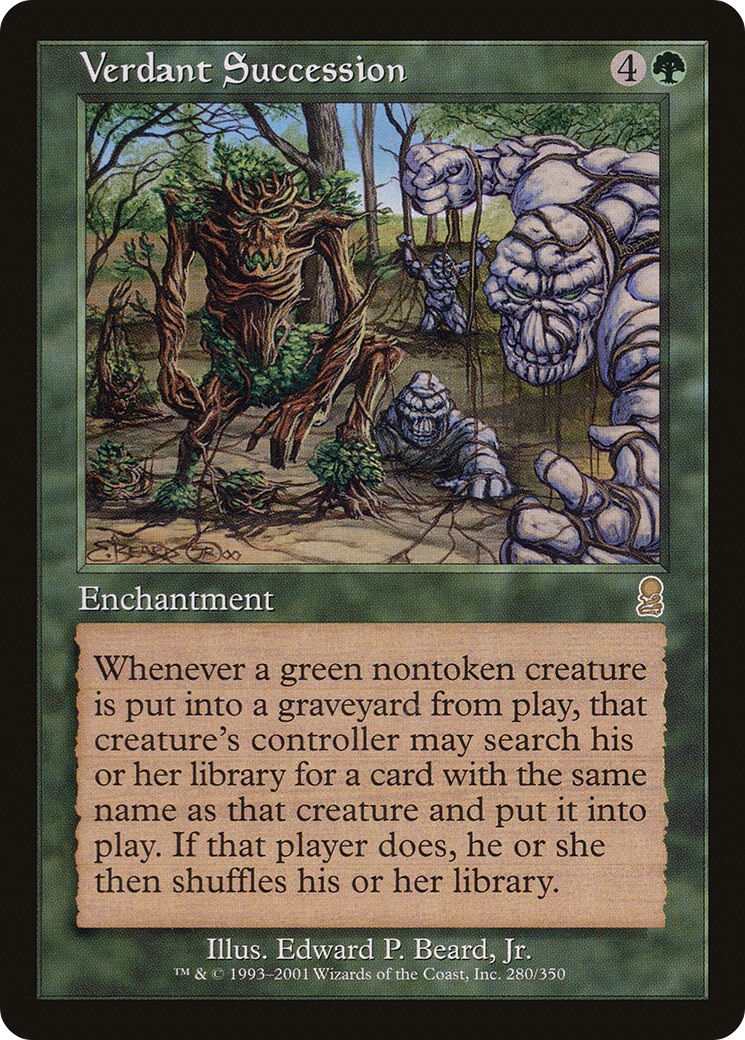 Verdant Succession
4
E. BEARD JR 00
Enchantment
Whenever a green nontoken creature
is put into a graveyard from play, that
creature's controller may search his
or her library for a card with the same
name as that creature and put it into
play. If that player does, he or she
then shuffles his or her library.
Illus. Edward P. Beard, Jr.
™ & © 1993–2001 Wizards of the Coast, Inc. 280/350